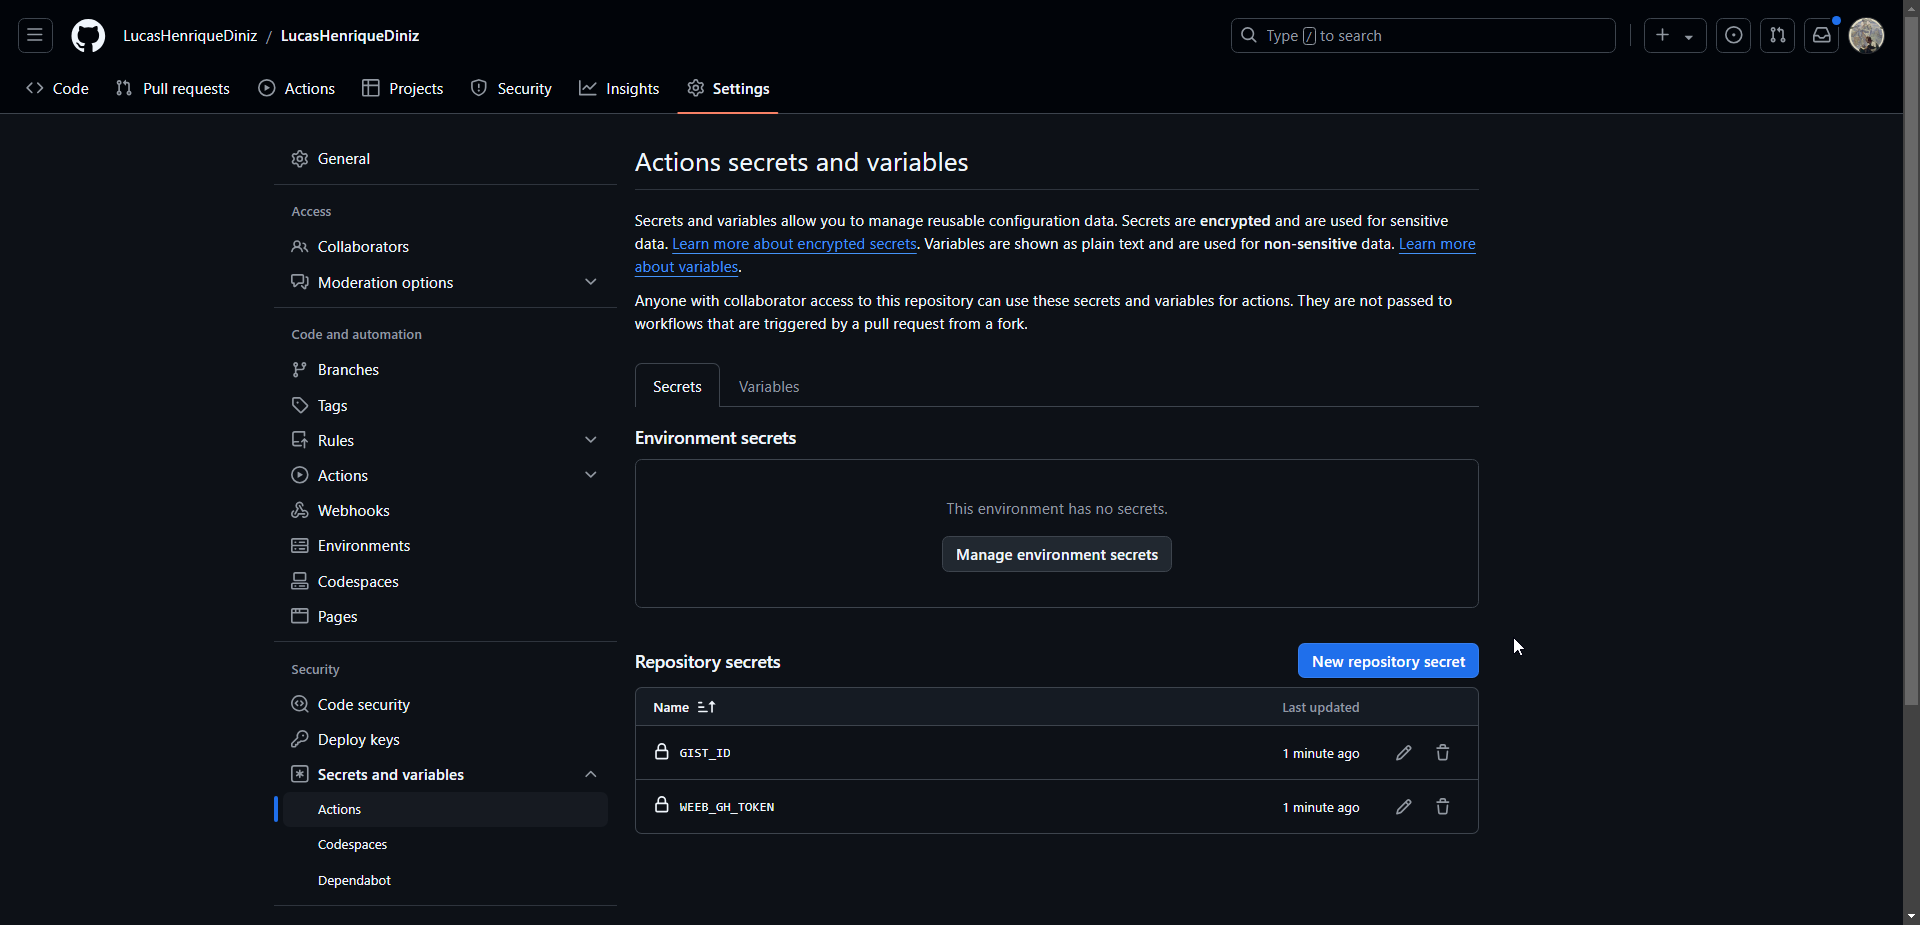 LucasHenriqueDiniz / LucasHenriqueDiniz
Type / to search
Code
Pull requests
Actions
Projects
Security
Insights
Settings
General
Access
Collaborators
Moderation options
Code and automation
Branches
Tags
Rules
Actions
Webhooks
Environments
Codespaces
Pages
Security
Code security
Deploy keys
Secrets and variables
Actions
Codespaces
Dependabot
Actions secrets and variables
Secrets and variables allow you to manage reusable configuration data. Secrets are encrypted and are used for sensitive
data. Learn more about encrypted secrets. Variables are shown as plain text and are used for non-sensitive data. Learn more
about variables.
Anyone with collaborator access to this repository can use these secrets and variables for actions. They are not passed to
workflows that are triggered by a pull request from a fork.
Secrets
Variables
Environment secrets
This environment has no secrets.
Manage environment secrets
Repository secrets
New repository secret
Name
Last updated
GIST_ID
1 minute ago
WEEB_GH_TOKEN
1 minute ago